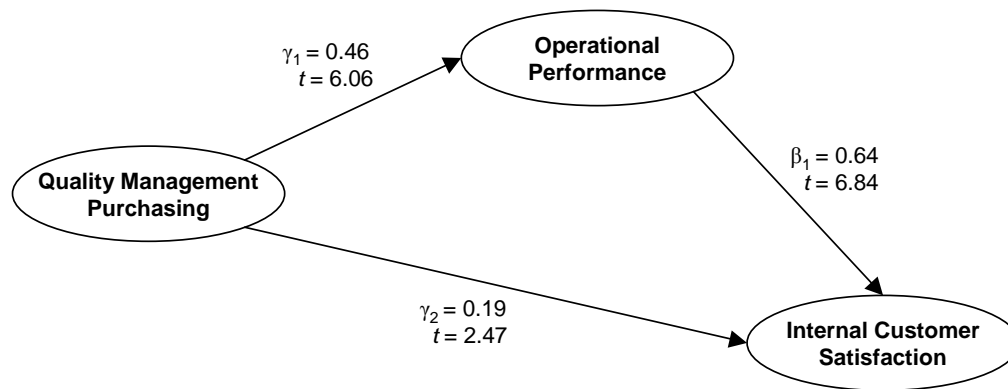 Operational
Performance
γ1 = 0.46
t = 6.06
β1 = 0.64
t = 6.84
Quality Management
Purchasing
γ2 = 0.19
t = 2.47
Internal Customer
Satisfaction